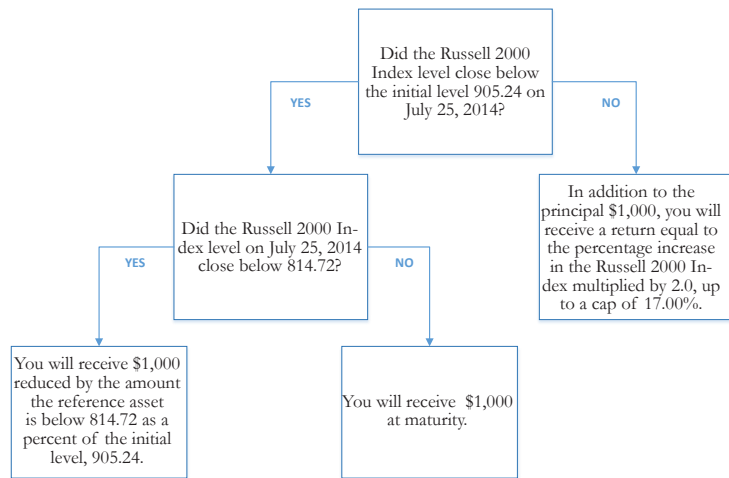 Did the Russell 2000
Index level close below
the initial level 905.24 on
July 25, 2014?
YES
NO
Did the Russell 2000 In-
dex level on July 25, 2014
close below 814.72?
In addition to the
principal $1,000, you will
receive a return equal to
the percentage increase
in the Russell 2000 In-
dex multiplied by 2.0, up
to a cap of 17.00%.
YES
NO
You will receive $1,000
reduced by the amount
the reference asset
is below 814.72 as a
percent of the initial
level, 905.24.
You will receive $1,000
at maturity.